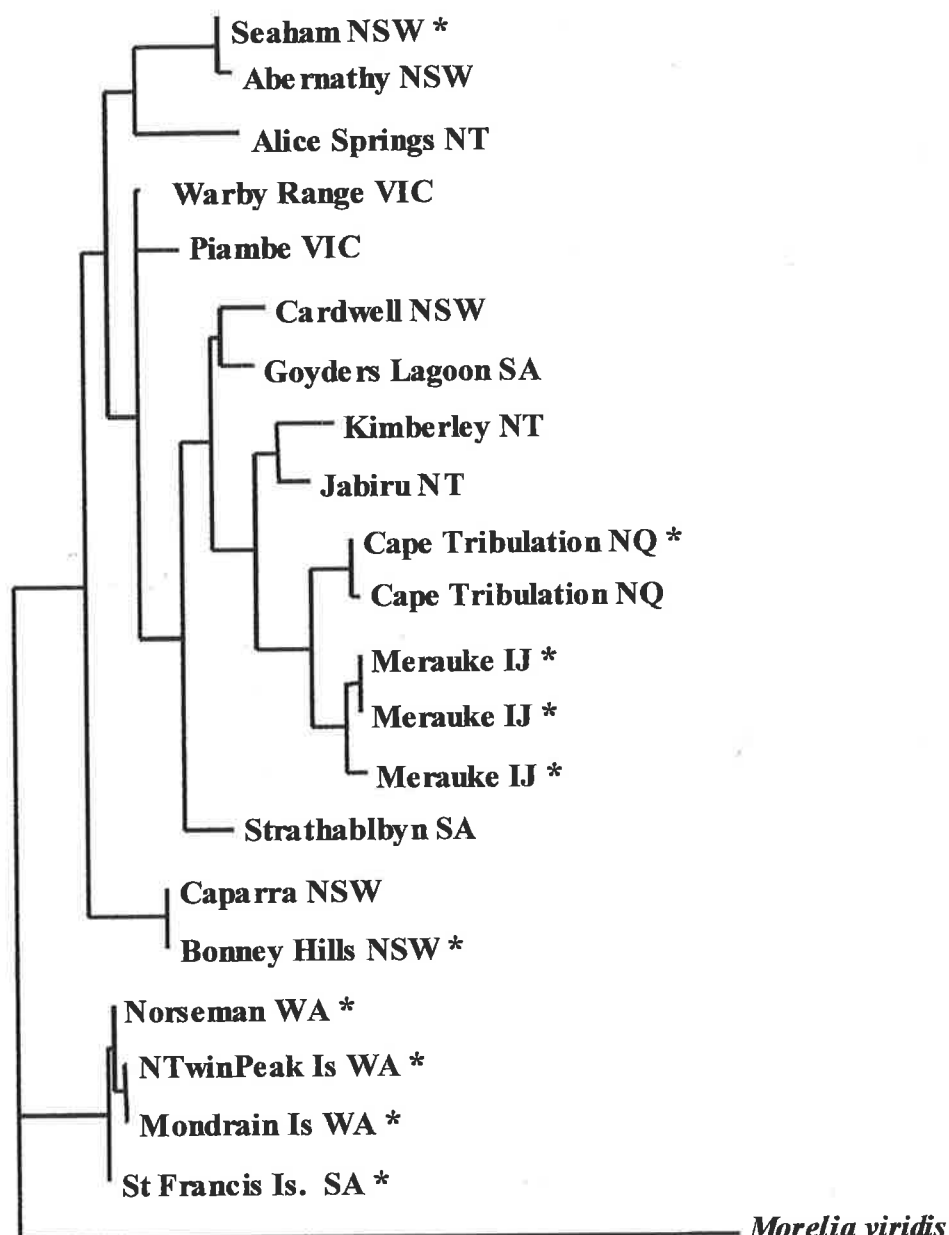 Seaham NSW *
Abernathy NSW
Alice Springs NT
Warby Range VIC
Piambe VIC
Cardwell NSW
Goyders Lagoon SA
Kimberley NT
Jabiru NT
Cape Tribulation NQ *
Cape Tribulation NQ
Merauke IJ *
Merauke IJ *
Merauke IJ *
Strathablbyn SA
Caparra NSW
Bonney Hills NSW *
Norseman WA *
NTwinPeak Is WA *
Mondrain Is WA *
St Francis Is. SA *
Morelia viridis